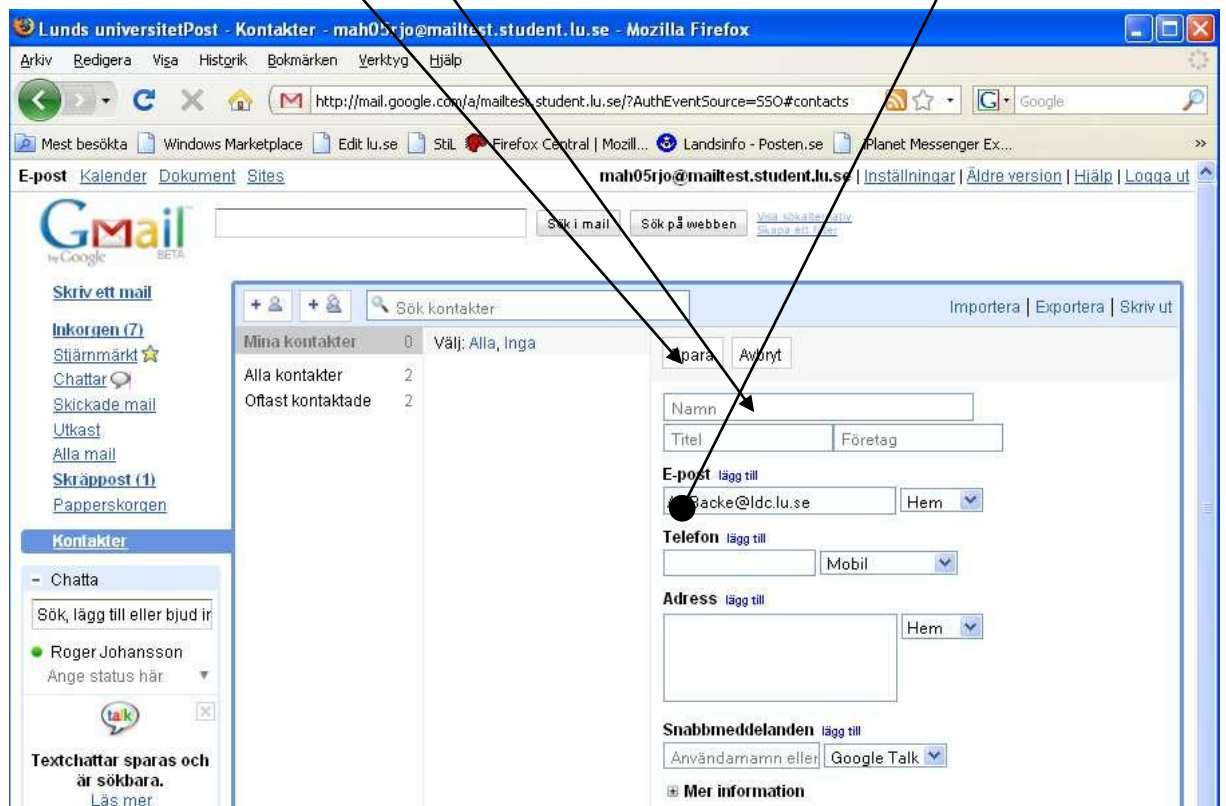 Lunds universitetPost - Kontakter - mah05rjo@mailtest.student.lu.se - Mozilla Firefox
Arkiv Redigera Visa Historik Bokmärken Verktyg Hjälp
http://mail.google.com/a/mailtest.student.lu.se/?AuthEventSource=SSO#contacts G Google
Mest besökta Windows Marketplace Edit lu.se StiL Firefox Central | Mozill... Landsinfo - Posten.se iPlanet Messenger Ex... »
E-post Kalender Dokument Sites mah05rjo@mailtest.student.lu.se | Inställningar | Äldre version | Hjälp | Logga ut
Gmail by Google BETA
Sök i mail Sök på webben Visa sökalternativ
Skapa ett filter
Skriv ett mail
Inkorgen (7)
Stjärnmärkt
Chattar
Skickade mail
Utkast
Alla mail
Skräppost (1)
Papperskorgen
Kontakter
- Chatta
Sök, lägg till eller bjud ir
Roger Johansson
Ange status här
talk
Textchattar sparas och
är sökbara.
Läs mer
+ + Sök kontakter Importera | Exportera | Skriv ut
Mina kontakter 0
Alla kontakter 2
Oftast kontaktade 2
Välj: Alla, Inga
Spara Avbryt
Namn
Titel Företag
E-post lägg till
Backe@ldc.lu.se Hem
Telefon lägg till
Mobil
Adress lägg till
Hem
Snabbmeddelanden lägg till
Användarnamn eller Google Talk
Mer information